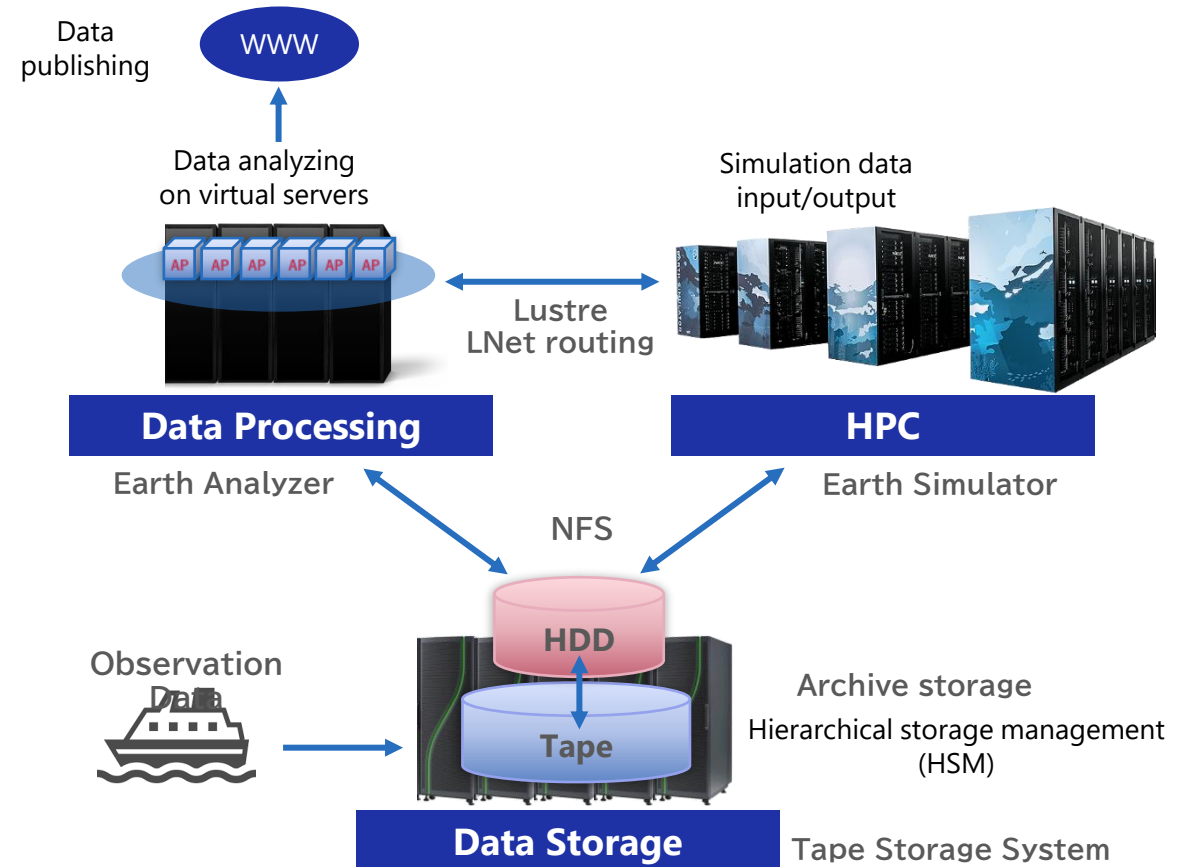 Data
publishing
WWW
Data analyzing
on virtual servers
AP AP AP AP AP AP
Simulation data
input/output
Lustre
LNet routing
Data Processing
HPC
Earth Analyzer
Earth Simulator
NFS
HDD
Observation
Data
Archive storage
Tape
Hierarchical storage management
(HSM)
Data Storage
Tape Storage System